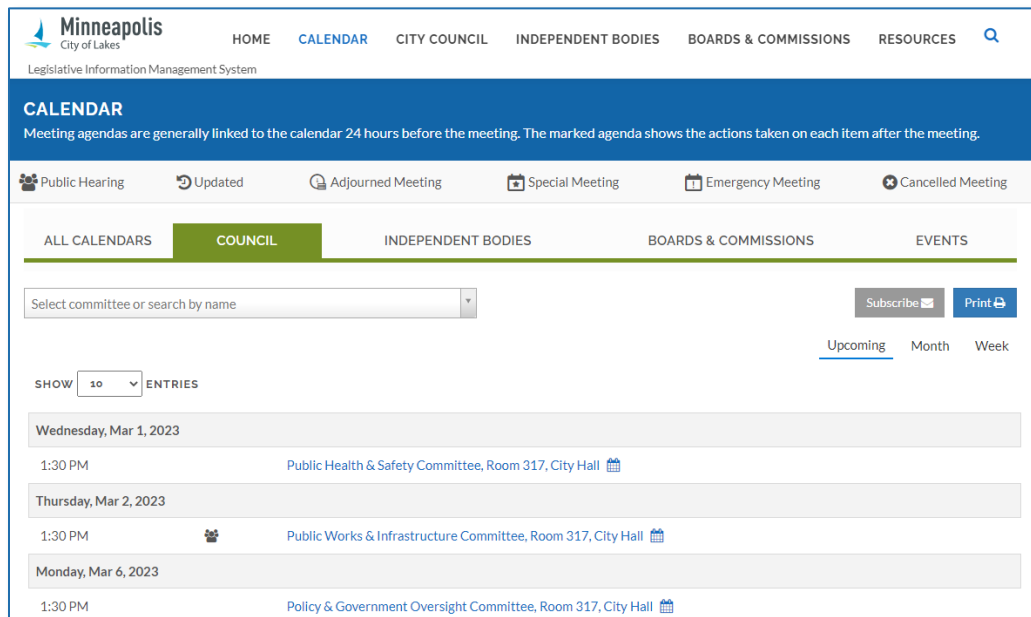 Minneapolis
City of Lakes
HOME CALENDAR CITY COUNCIL INDEPENDENT BODIES BOARDS & COMMISSIONS RESOURCES
Legislative Information Management System
CALENDAR
Meeting agendas are generally linked to the calendar 24 hours before the meeting. The marked agenda shows the actions taken on each item after the meeting.
Public Hearing Updated Adjourned Meeting Special Meeting Emergency Meeting Cancelled Meeting
ALL CALENDARS COUNCIL INDEPENDENT BODIES BOARDS & COMMISSIONS EVENTS
Select committee or search by name Subscribe Print
Upcoming Month Week
SHOW 10 ENTRIES
Wednesday, Mar 1, 2023
1:30 PM Public Health & Safety Committee, Room 317, City Hall
Thursday, Mar 2, 2023
1:30 PM Public Works & Infrastructure Committee, Room 317, City Hall
Monday, Mar 6, 2023
1:30 PM Policy & Government Oversight Committee, Room 317, City Hall